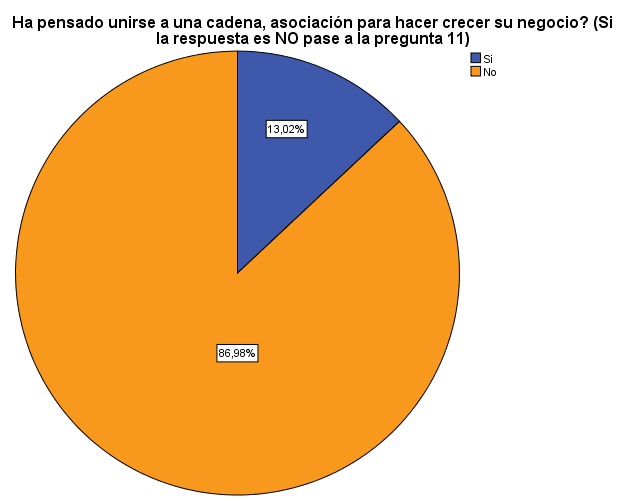 Ha pensado unirse a una cadena, asociación para hacer crecer su negocio? (Si
la respuesta es NO pase a la pregunta 11)
Si
No
13,02%
86,98%